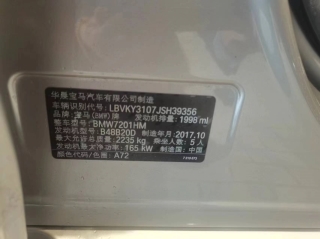 华晨宝马汽车有限公司制造
车辆识别代号: LBVKY3107JSH39356
品牌: 宝马(BMW)牌 发动机排量: 1998 ml
整车型号: BMW7201HM
发动机型号: B48B20D 制造年月: 2017.10
最大允许总质量: 2235 kg 乘坐人数: 5 人
发动机最大净功率: 165 kW 制造国: 中国
颜色代码/色差: A72